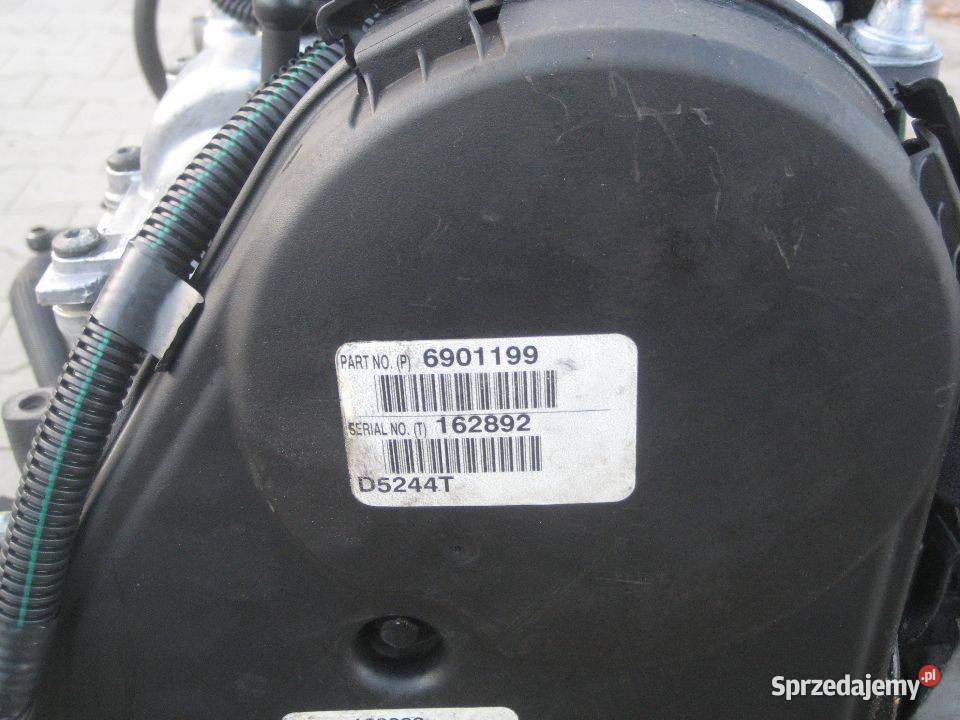 PART NO. (P) 6901199
SERIAL NO. (T) 162892
D5244T
Sprzedajemy.pl